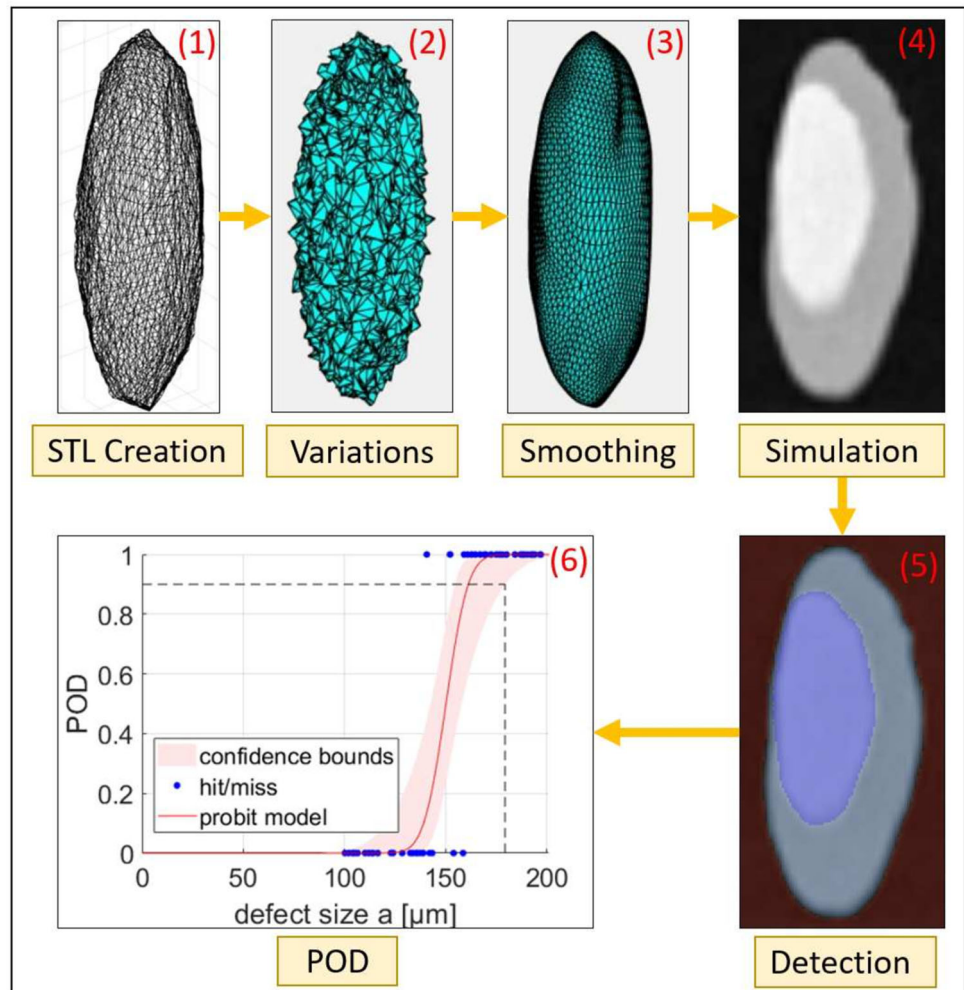 (1)
(2)
(3)
(4)
STL Creation
Variations
Smoothing
Simulation
(6)
(5)
1
0.8
0.6
0.4
0.2
0
POD
confidence bounds
hit/miss
probit model
0 50 100 150 200
defect size a [µm]
POD
Detection